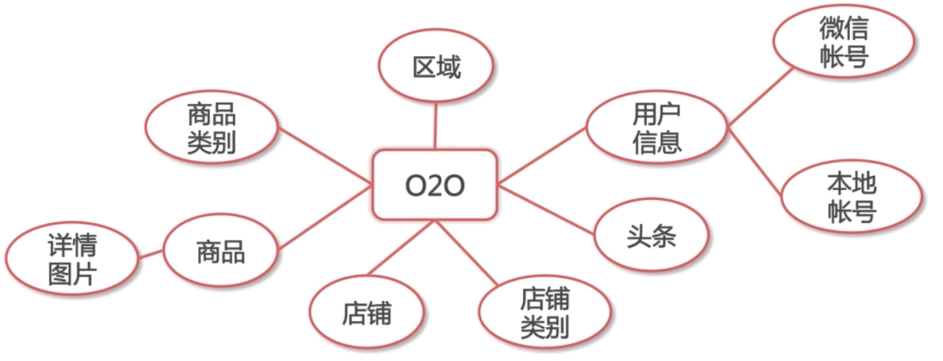 微信
帐号
区域
商品
类别
用户
信息
O2O
本地
帐号
头条
详情
图片
商品
店铺
店铺
类别